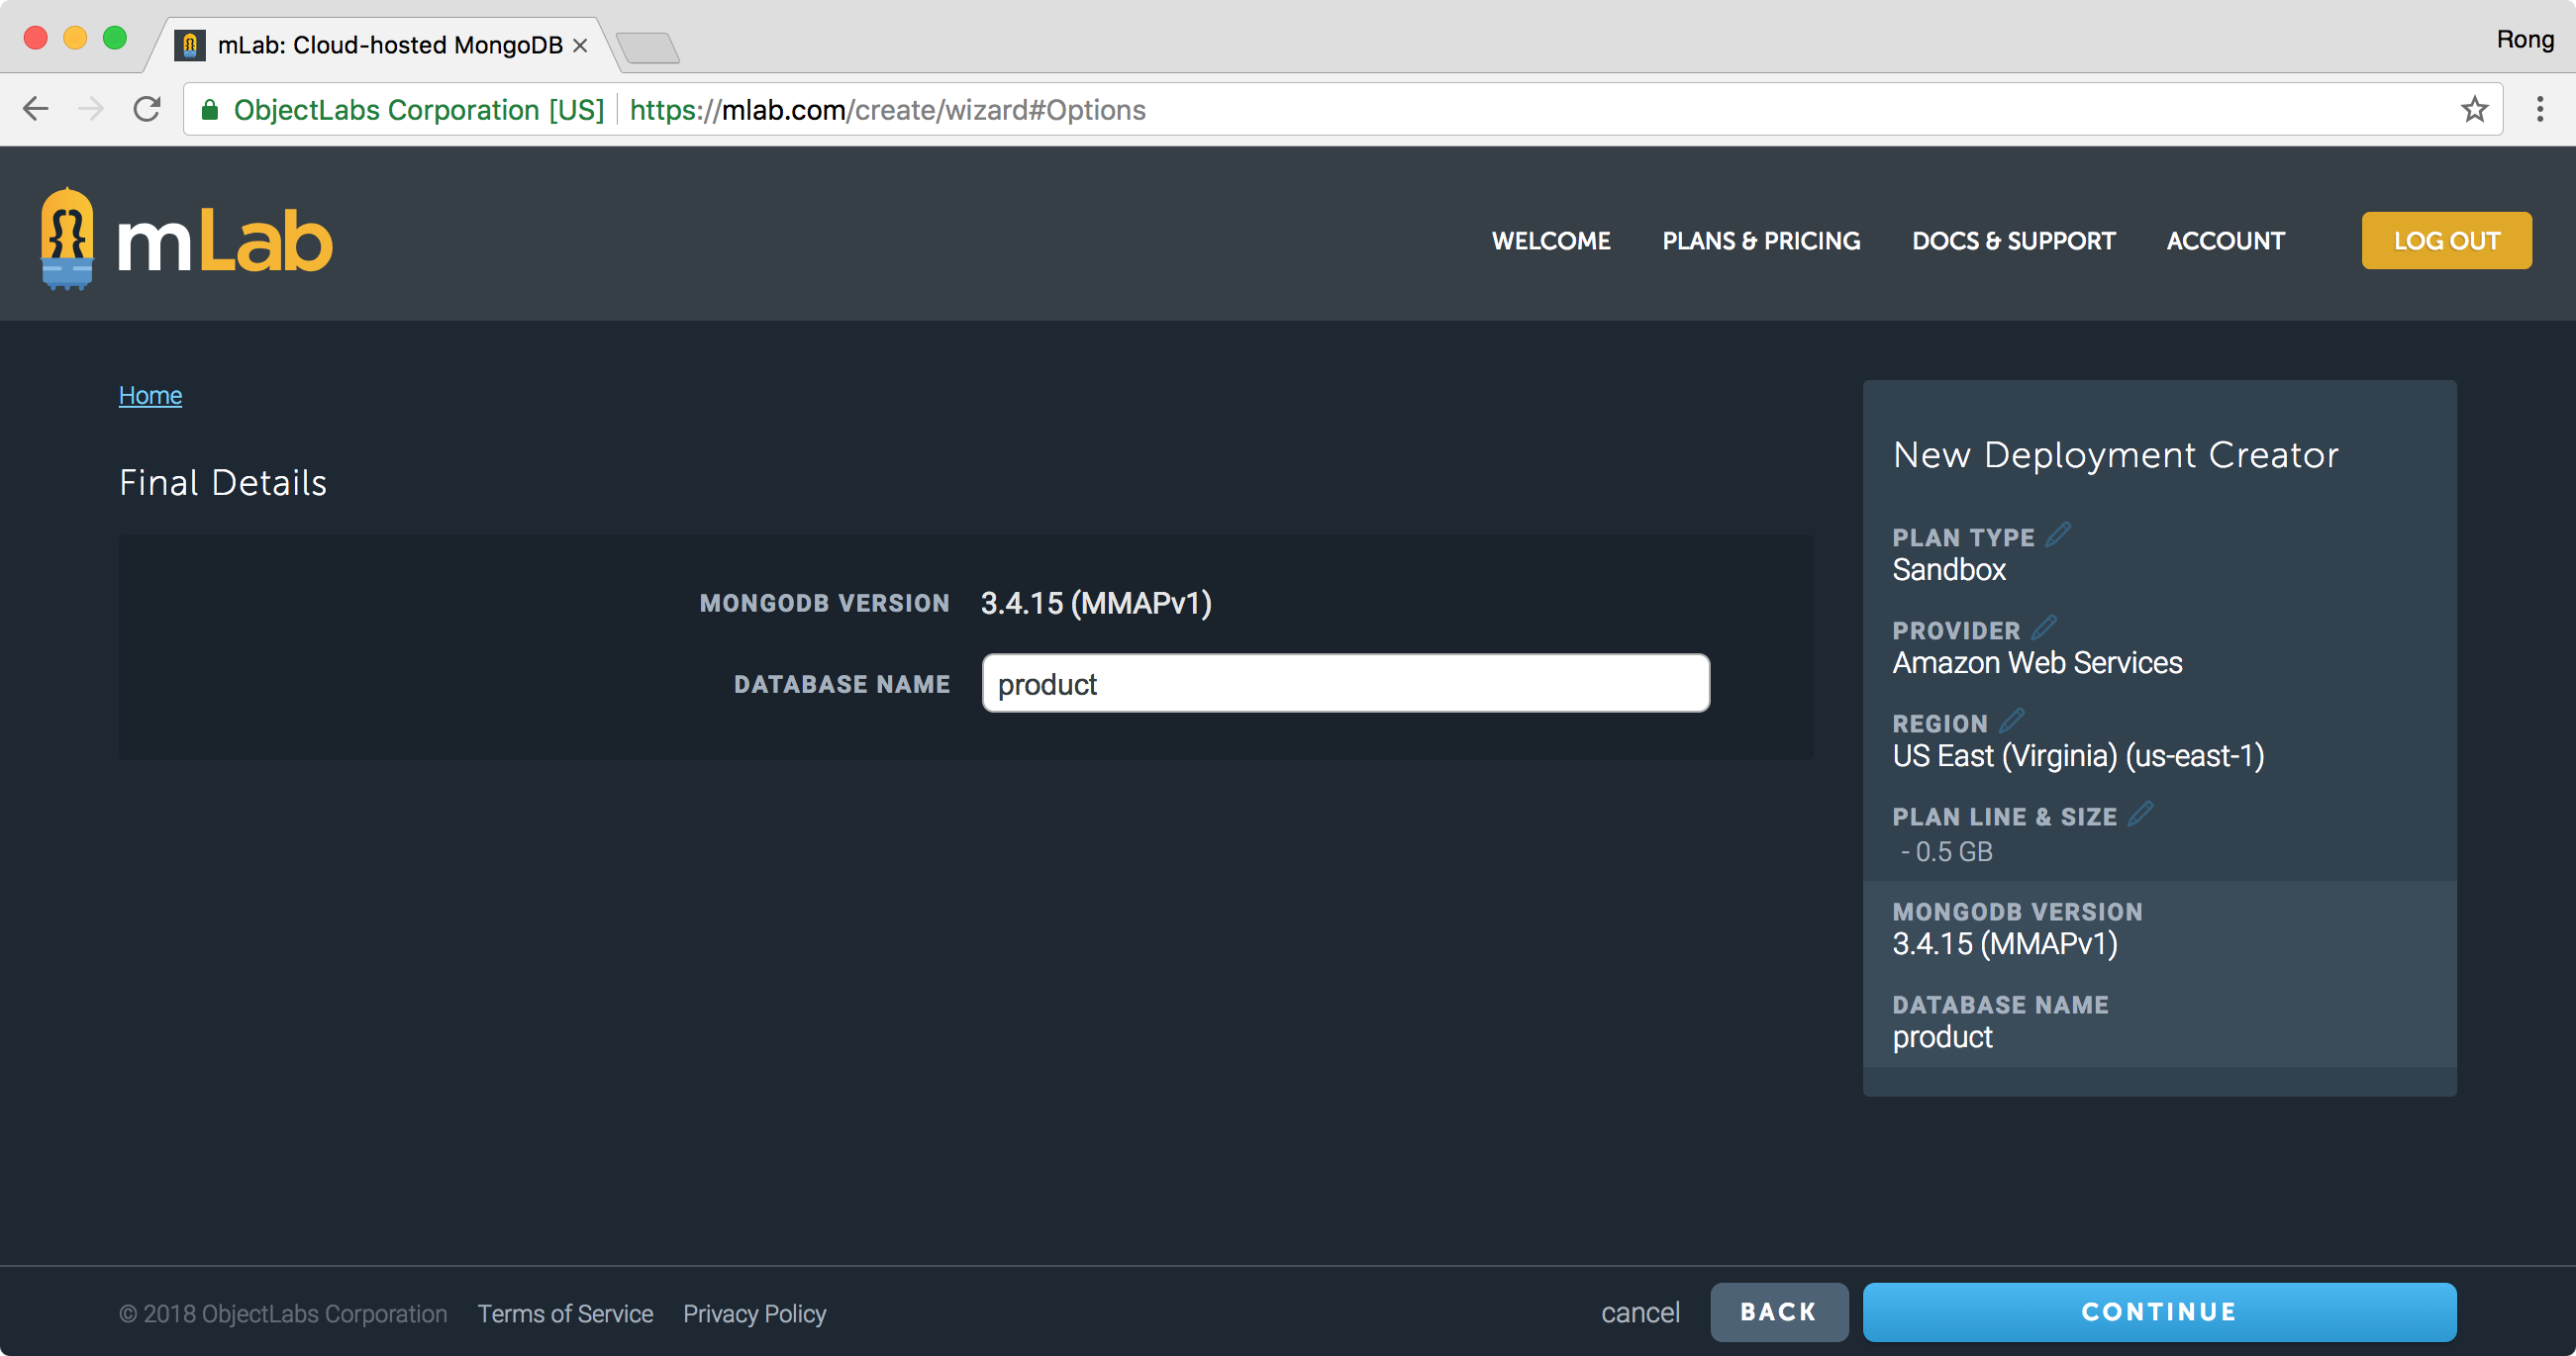 mLab: Cloud-hosted MongoDB
Rong
ObjectLabs Corporation [US] https://mlab.com/create/wizard#Options
mLab
WELCOME PLANS & PRICING DOCS & SUPPORT ACCOUNT LOG OUT
Home
Final Details
MONGODB VERSION 3.4.15 (MMAPv1)
DATABASE NAME product
New Deployment Creator
PLAN TYPE
Sandbox
PROVIDER
Amazon Web Services
REGION
US East (Virginia) (us-east-1)
PLAN LINE & SIZE
- 0.5 GB
MONGODB VERSION
3.4.15 (MMAPv1)
DATABASE NAME
product
© 2018 ObjectLabs Corporation Terms of Service Privacy Policy cancel BACK CONTINUE